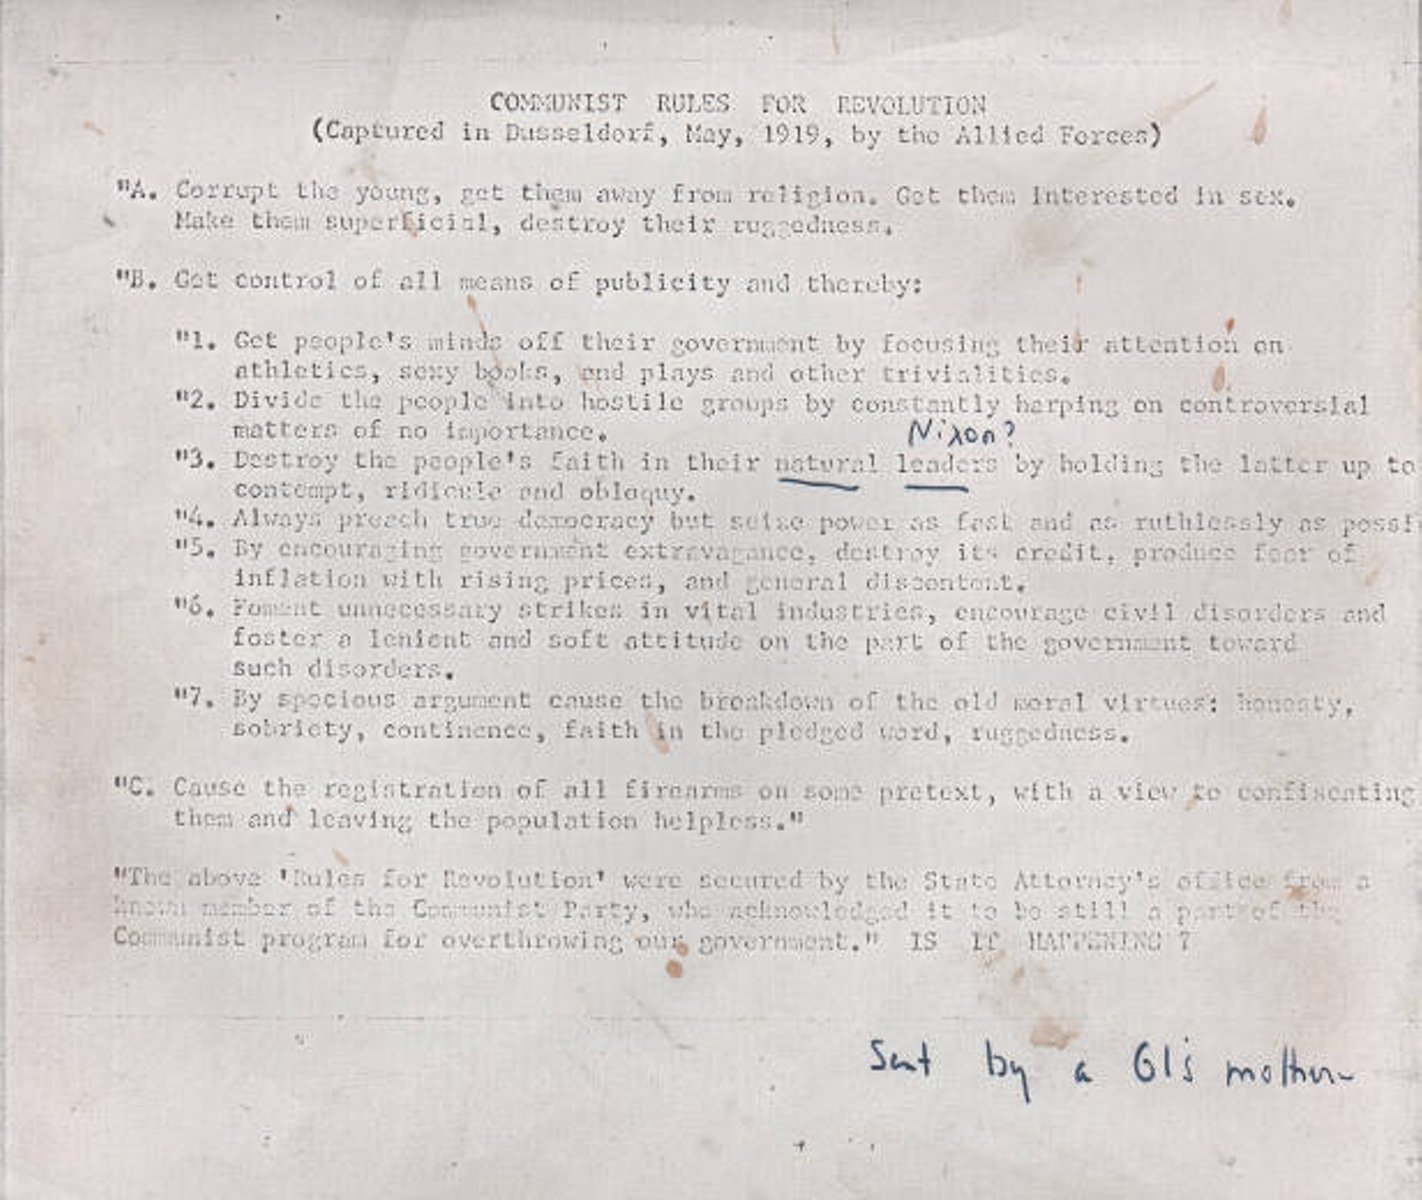 COMMUNIST RULES FOR REVOLUTION
(Captured in Dusseldorf, May, 1919, by the Allied Forces)
"A. Corrupt the young, get them away from religion. Get them interested in sex.
Make them superficial, destroy their ruggedness.
"B. Get control of all means of publicity and thereby:
"1. Get people's minds off their government by focusing their attention on
athletics, sexy books, and plays and other trivialities.
"2. Divide the people into hostile groups by constantly harping on controversial
matters of no importance.
Nixon?
"3. Destroy the people's faith in their natural leaders by holding the latter up to
contempt, ridicule and obloquy.
"4. Always preach true democracy but seize power as fast and as ruthlessly as possi
"5. By encouraging government extravagance, destroy its credit, produce fear of
inflation with rising prices, and general discontent.
"6. Foment unnecessary strikes in vital industries, encourage civil disorders and
foster a lenient and soft attitude on the part of the government toward
such disorders.
"7. By specious argument cause the breakdown of the old moral virtues: honesty,
sobriety, continence, faith in the pledged word, ruggedness.
"C. Cause the registration of all firearms on some pretext, with a view to confiscating
them and leaving the population helpless."
"The above 'Rules for Revolution' were secured by the State Attorney's office from a
known member of the Communist Party, who acknowledged it to be still a part of the
Communist program for overthrowing our government." IS IT HAPPENING ?
Sent by a GI's mother